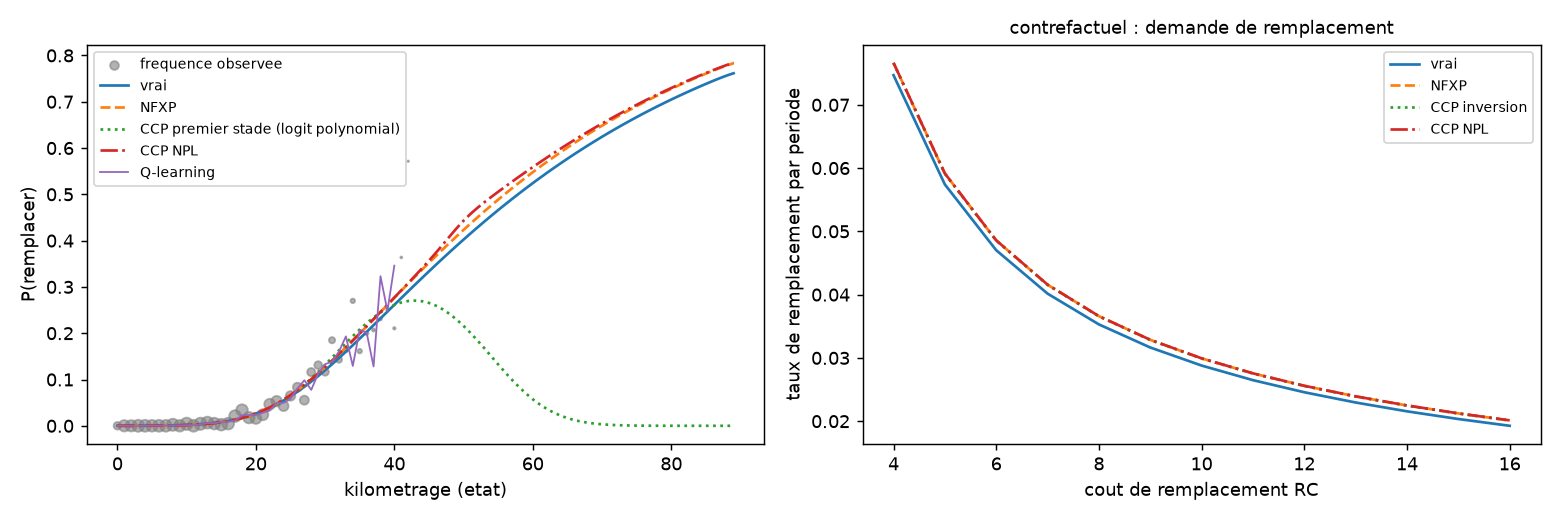 frequence observee
vrai
NFXP
CCP premier stade (logit polynomial)
CCP NPL
Q-learning
P(remplacer)
0.8
0.7
0.6
0.5
0.4
0.3
0.2
0.1
0.0
0
20
40
60
80
kilometrage (etat)
contrefactuel : demande de remplacement
vrai
NFXP
CCP inversion
CCP NPL
taux de remplacement par periode
0.07
0.06
0.05
0.04
0.03
0.02
4
6
8
10
12
14
16
cout de remplacement RC